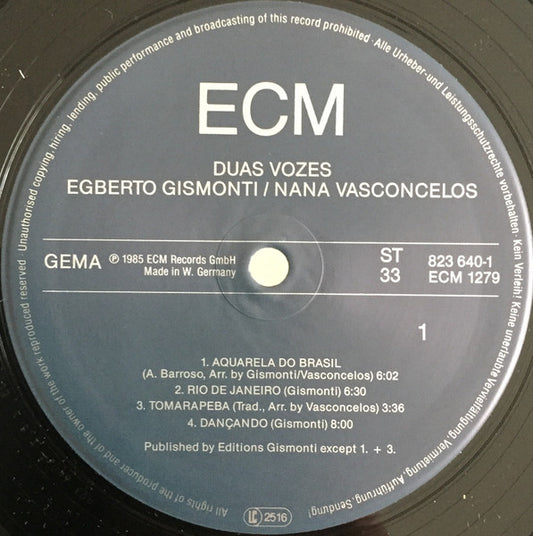 All rights of the producer and of the owner of the work reproduced reserved · Unauthorised copying, hiring, lending, public performance and broadcasting of this record prohibited · Alle Urheber- und Leistungsschutzrechte vorbehalten · Kein Verleih! Keine unerlaubte Vervielfältigung, Vermietung, Aufführung, Sendung!
ECM
DUAS VOZES
EGBERTO GISMONTI / NANA VASCONCELOS
GEMA ℗ 1985 ECM Records GmbH
Made in W. Germany
ST
33
823 640-1
ECM 1279
1
1. AQUARELA DO BRASIL
(A. Barroso, Arr. by Gismonti/Vasconcelos) 6:02
2. RIO DE JANEIRO (Gismonti) 6:30
3. TOMARAPEBA (Trad., Arr. by Vasconcelos) 3:36
4. DANÇANDO (Gismonti) 8:00
Published by Editions Gismonti except 1. + 3.
LC 2516